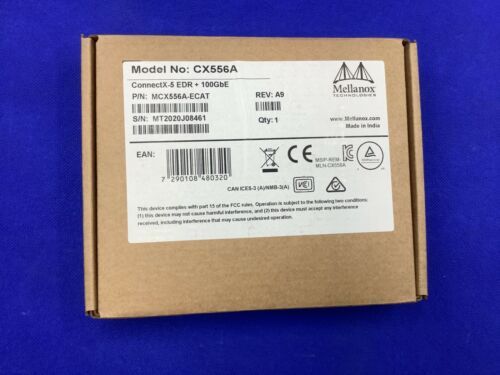 Model No: CX556A
ConnectX-5 EDR + 100GbE
P/N: MCX556A-ECAT
REV: A9
S/N: MT2020J08461
Qty: 1
Mellanox
TECHNOLOGIES
Mellanox.com
Made in India
EAN:
7 290108 480320
MSIP-REM-
MLN-CX556A
CAN ICES-3 (A)/NMB-3(A)
VCI
This device complies with part 15 of the FCC rules. Operation is subject to the following two conditions:
(1) this device may not cause harmful interference, and (2) this device must accept any interference received,
including interference that may cause undesired operation.